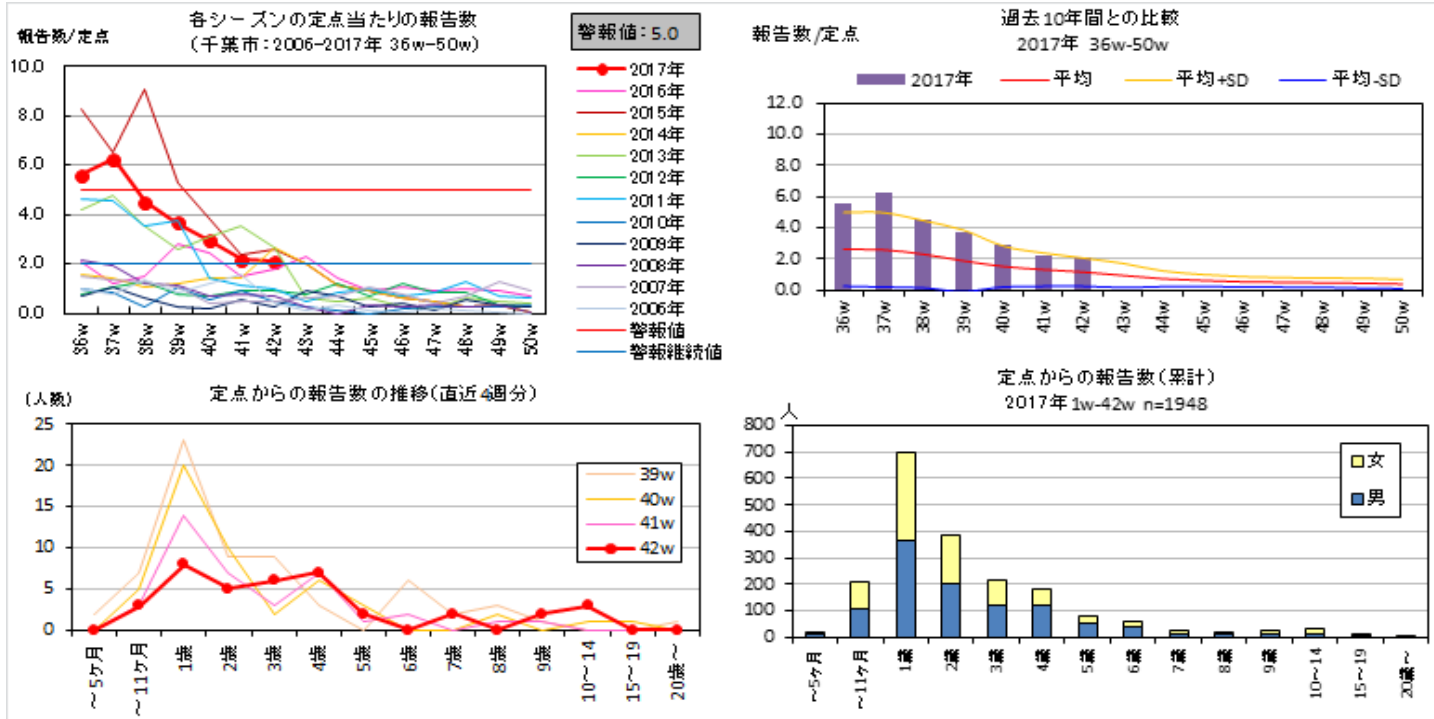 各シーズンの定点当たりの報告数
報告数/定点
(千葉市:2006-2017年 36w-50w)
警報値:5.0
10.0
8.0
6.0
4.0
2.0
0.0
36w
37w
38w
39w
40w
41w
42w
43w
44w
45w
46w
47w
48w
49w
50w
2017年
2016年
2015年
2014年
2013年
2012年
2011年
2010年
2009年
2008年
2007年
2006年
警報値
警報継続値
過去10年間との比較
報告数/定点
2017年 36w-50w
2017年
平均
平均+SD
平均-SD
12.0
10.0
8.0
6.0
4.0
2.0
0.0
36w
37w
38w
39w
40w
41w
42w
43w
44w
45w
46w
47w
48w
49w
50w
(人数)
定点からの報告数の推移(直近4週分)
25
20
15
10
5
0
39w
40w
41w
42w
~5ヶ月
~11ヶ月
1歳
2歳
3歳
4歳
5歳
6歳
7歳
8歳
9歳
10~14
15~19
20歳~
定点からの報告数(累計)
2017年 1w-42w n=1948
人
800
700
600
500
400
300
200
100
0
女
男
~5ヶ月
~11ヶ月
1歳
2歳
3歳
4歳
5歳
6歳
7歳
8歳
9歳
10~14
15~19
20歳~